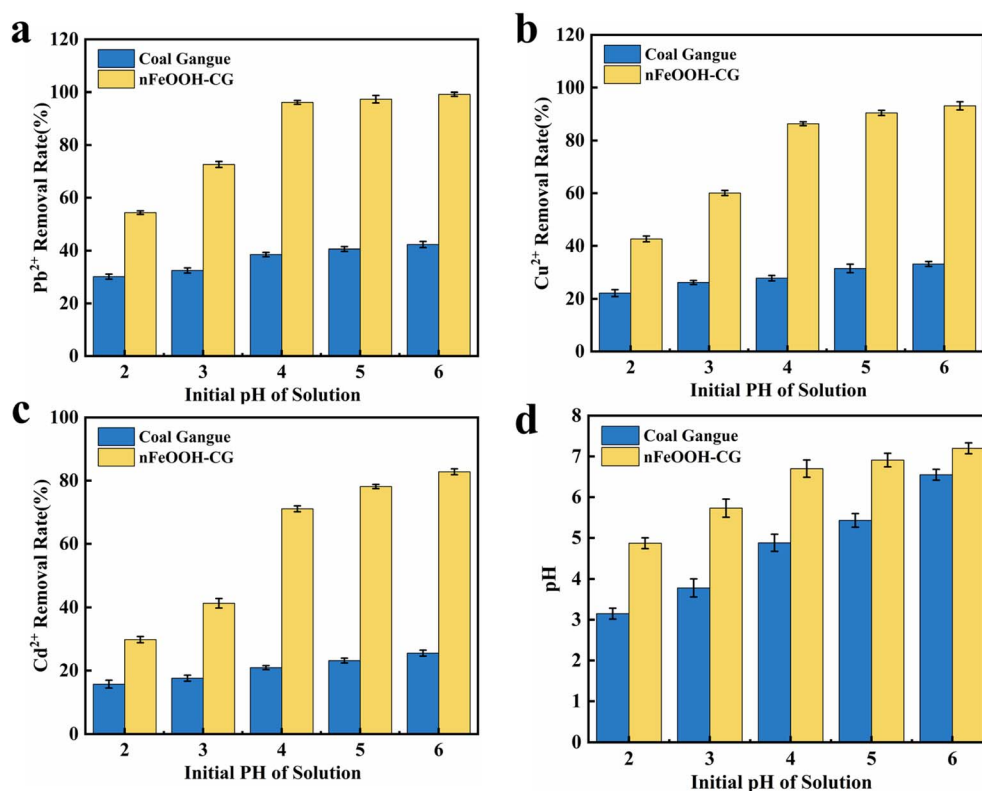 a
120
100
80
60
40
20
0
Pb2+ Removal Rate(%)
Coal Gangue
nFeOOH-CG
2 3 4 5 6
Initial pH of Solution
b
120
100
80
60
40
20
0
Cu2+ Removal Rate(%)
Coal Gangue
nFeOOH-CG
2 3 4 5 6
Initial PH of Solution
c
100
80
60
40
20
0
Cd2+ Removal Rate(%)
Coal Gangue
nFeOOH-CG
2 3 4 5 6
Initial PH of Solution
d
8
7
6
5
4
3
2
1
0
pH
Coal Gangue
nFeOOH-CG
2 3 4 5 6
Initial pH of Solution